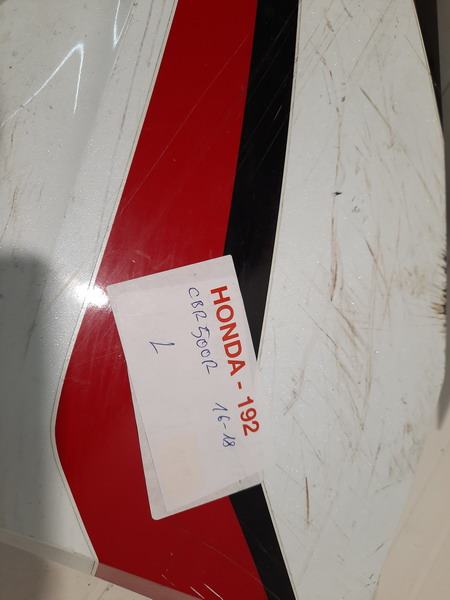 HONDA - 192
CBR500R
16-18
L